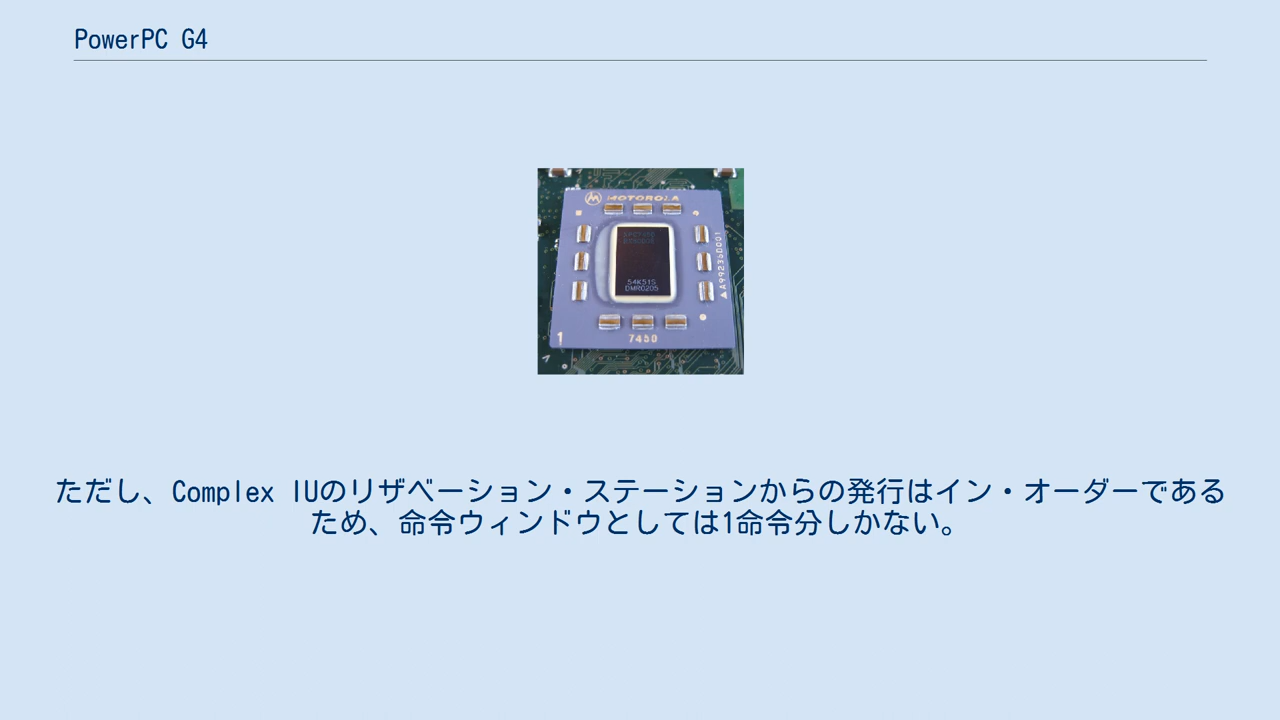 PowerPC G4
MOTOROLA
54K51S
DMR0205
1
7450
ただし、Complex IUのリザベーション・ステーションからの発行はイン・オーダーである
ため、命令ウィンドウとしては1命令分しかない。